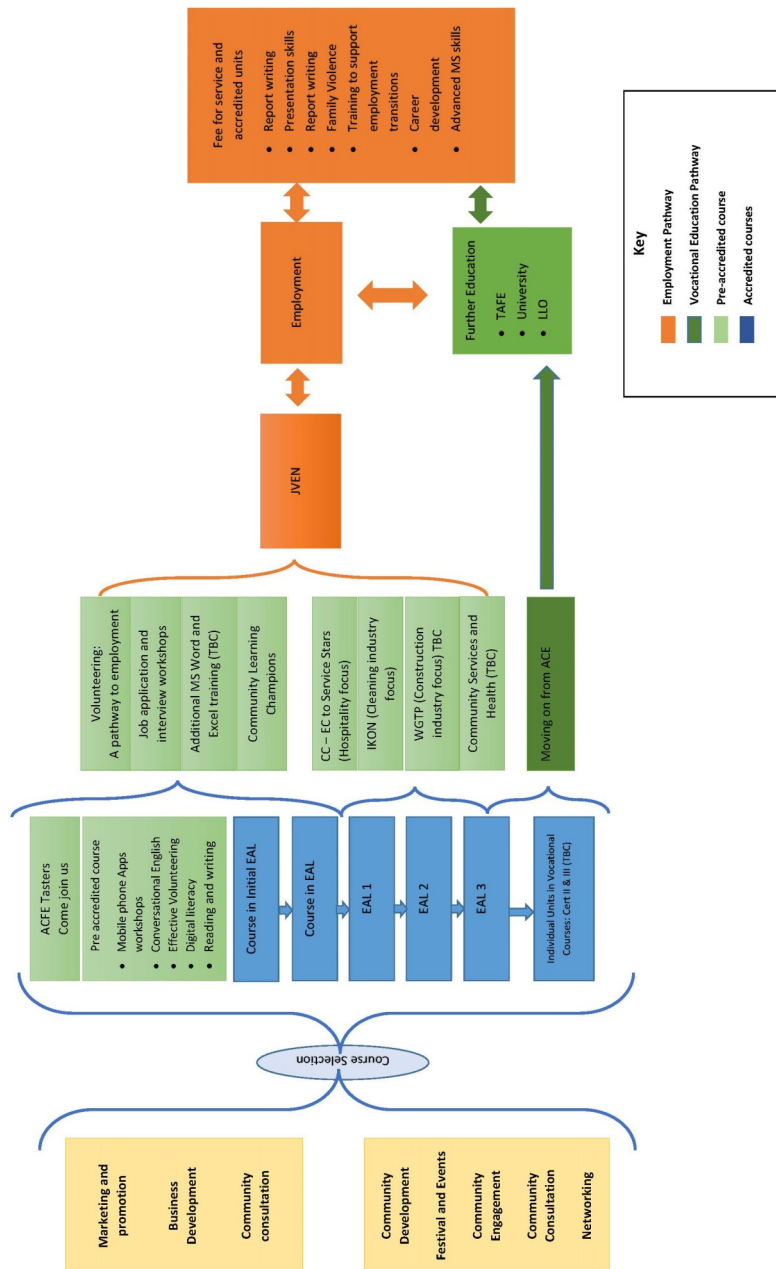 Marketing and
promotion
Business
Development
Community
consultation
Community
Development
Festival and Events
Community
Engagement
Community
Consultation
Networking
Course Selection
ACFE Tasters
Come join us
Pre accredited course
• Mobile phone Apps
workshops
• Conversational English
• Effective Volunteering
• Digital literacy
• Reading and writing
Course in Initial EAL
Course in EAL
EAL 1
EAL 2
EAL 3
Individual Units in Vocational
Courses: Cert II & III (TBC)
Volunteering:
A pathway to employment
Job application and
interview workshops
Additional MS Word and
Excel training (TBC)
Community Learning
Champions
CC – EC to Service Stars
(Hospitality focus)
IKON (Cleaning industry
focus)
WGTP (Construction
industry focus) TBC
Community Services and
Health (TBC)
Moving on from ACE
JVEN
Employment
Further Education
• TAFE
• University
• LLO
Fee for service and
accredited units
• Report writing
• Presentation skills
• Report writing
• Family Violence
• Training to support
employment
transitions
• Career
development
• Advanced MS skills
Key
Employment Pathway
Vocational Education Pathway
Pre-accredited course
Accredited courses